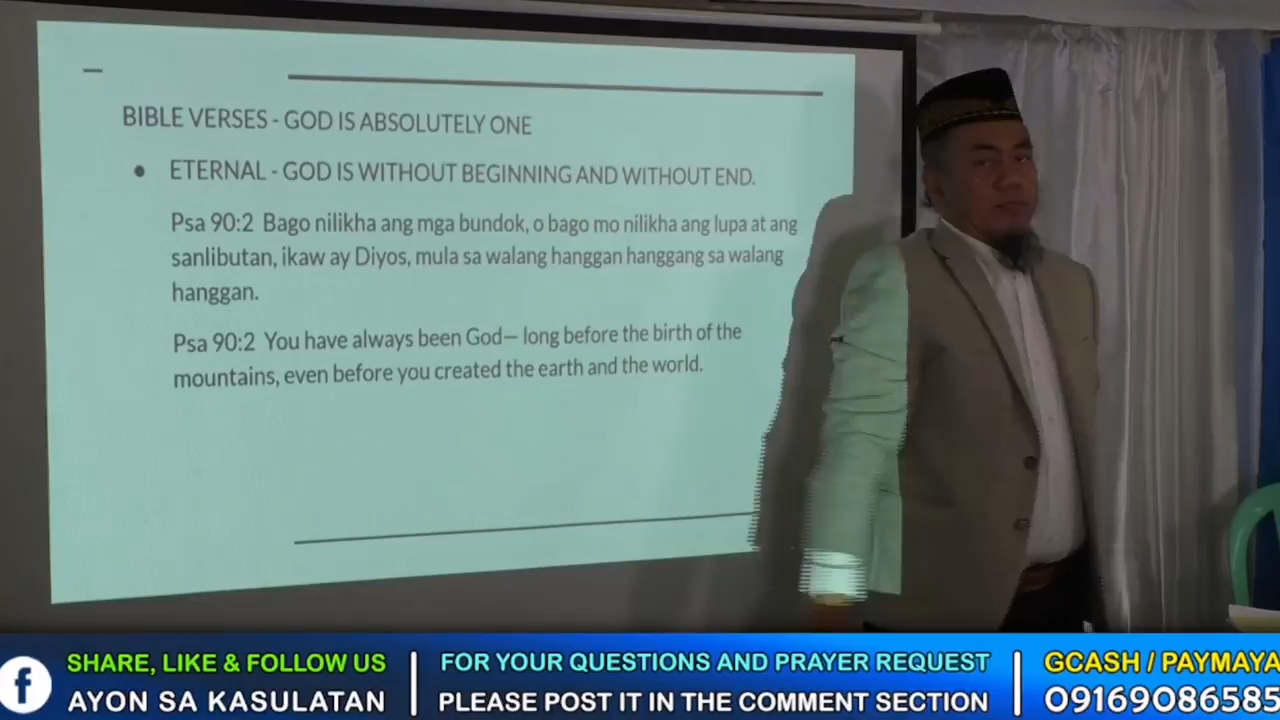 BIBLE VERSES - GOD IS ABSOLUTELY ONE
● ETERNAL - GOD IS WITHOUT BEGINNING AND WITHOUT END.
Psa 90:2 Bago nilikha ang mga bundok, o bago mo nilikha ang lupa at ang
sanlibutan, ikaw ay Diyos, mula sa walang hanggan hanggang sa walang
hanggan.
Psa 90:2 You have always been God— long before the birth of the
mountains, even before you created the earth and the world.
f
SHARE, LIKE & FOLLOW US
AYON SA KASULATAN
FOR YOUR QUESTIONS AND PRAYER REQUEST
PLEASE POST IT IN THE COMMENT SECTION
GCASH / PAYMAYA
09169086585